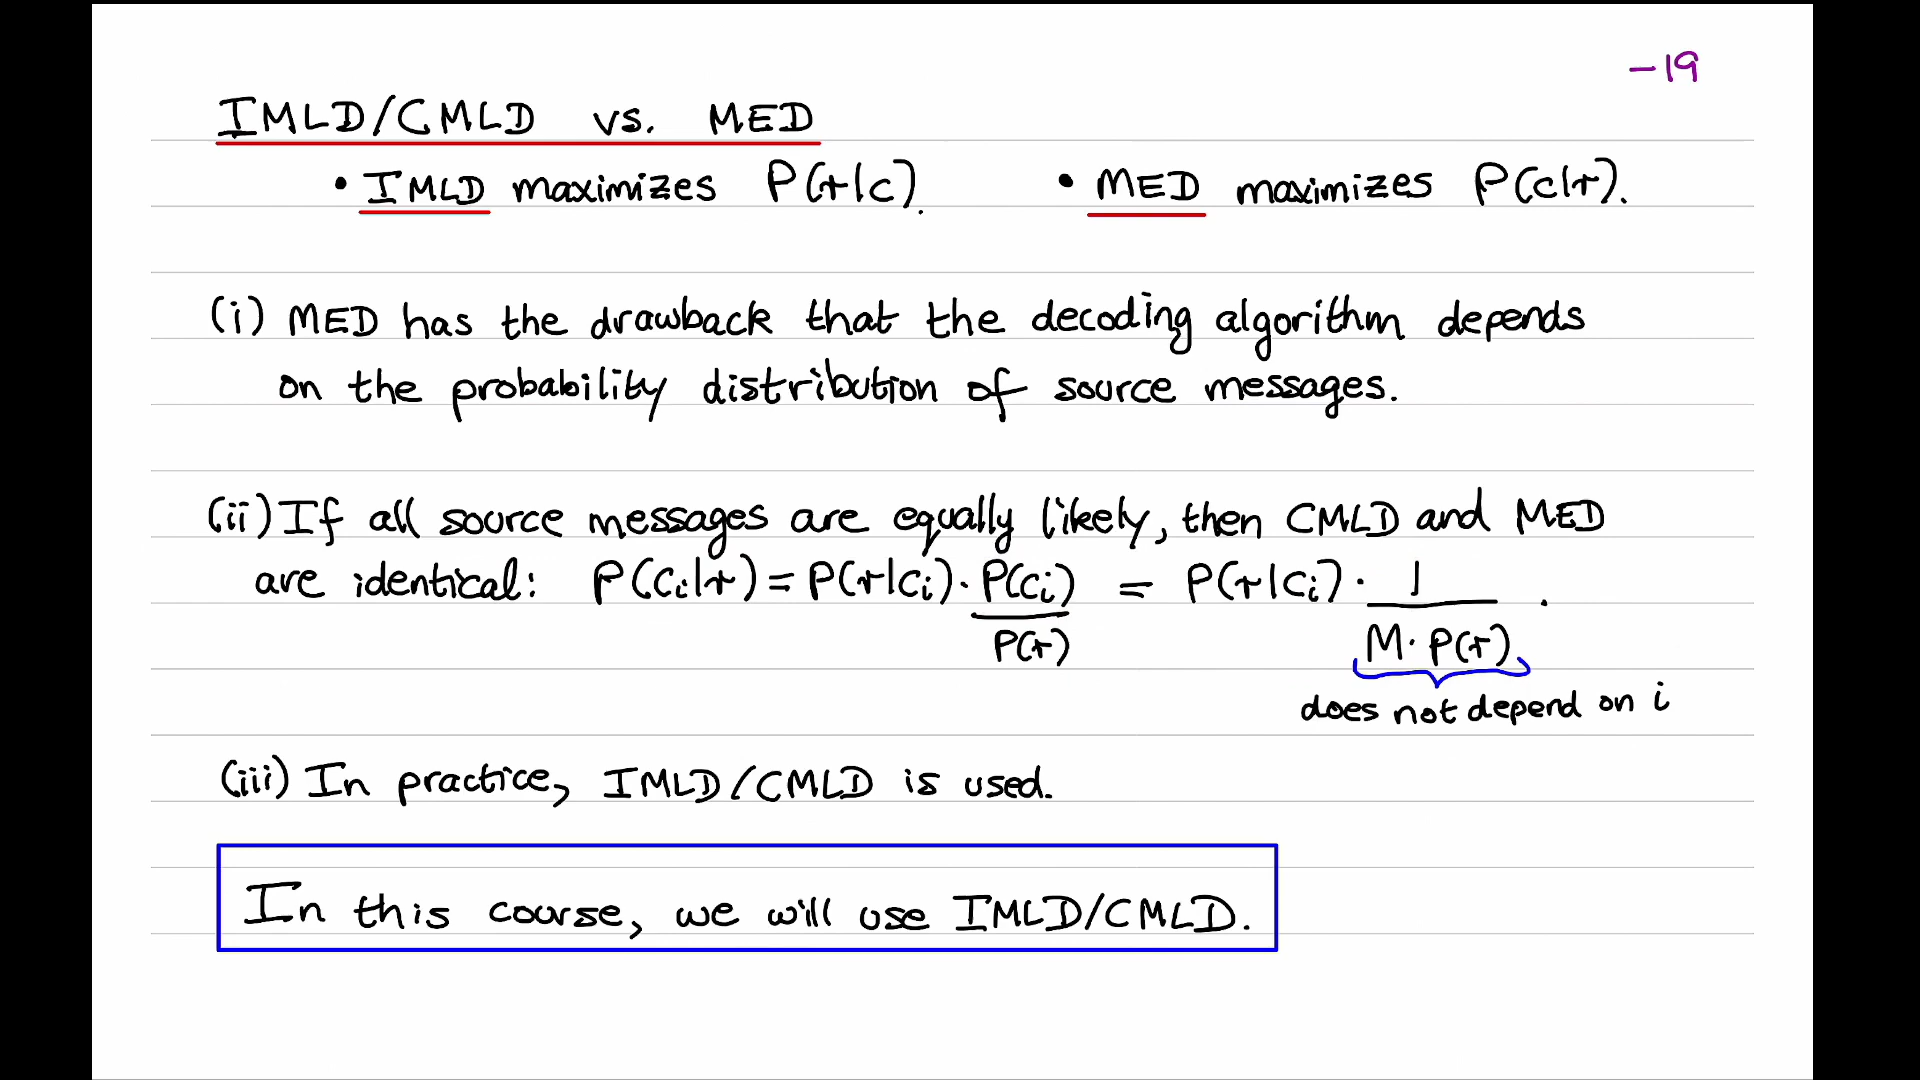 -19
IMLD/CMLD vs. MED
• IMLD maximizes P(r|c). • MED maximizes P(c|r).
(i) MED has the drawback that the decoding algorithm depends
on the probability distribution of source messages.
(ii) If all source messages are equally likely, then CMLD and MED
are identical: P(ci|r) = P(r|ci) · P(ci) = P(r|ci) · 1 .
P(r) M · P(r)
does not depend on i
(iii) In practice, IMLD/CMLD is used.
In this course, we will use IMLD/CMLD.